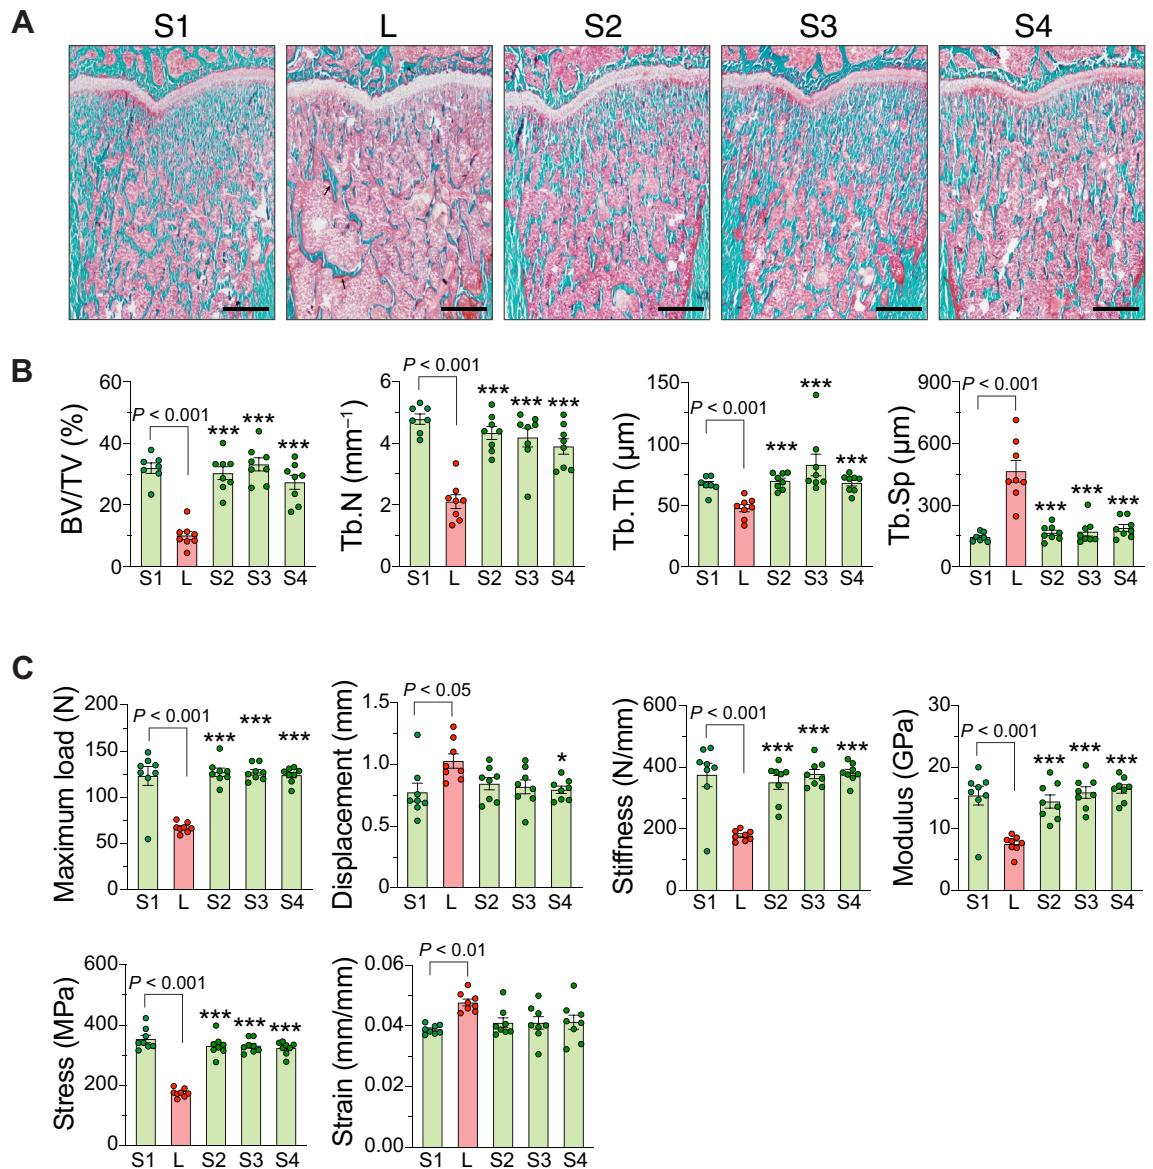 A
S1 L S2 S3 S4
B
BV/TV (%)
60
40
20
0
P < 0.001
*** *** ***
S1 L S2 S3 S4
Tb.N (mm–1)
6
4
2
0
P < 0.001
*** *** ***
S1 L S2 S3 S4
Tb.Th (μm)
150
100
50
0
P < 0.001
*** *** ***
S1 L S2 S3 S4
Tb.Sp (μm)
900
600
300
0
P < 0.001
*** *** ***
S1 L S2 S3 S4
C
Maximum load (N)
200
150
100
50
0
P < 0.001
*** *** ***
S1 L S2 S3 S4
Displacement (mm)
1.5
1.0
0.5
0
P < 0.05
*
S1 L S2 S3 S4
Stiffness (N/mm)
600
400
200
0
P < 0.001
*** *** ***
S1 L S2 S3 S4
Modulus (GPa)
30
20
10
0
P < 0.001
*** *** ***
S1 L S2 S3 S4
Stress (MPa)
600
400
200
0
P < 0.001
*** *** ***
S1 L S2 S3 S4
Strain (mm/mm)
0.06
0.04
0.02
0.00
P < 0.01
S1 L S2 S3 S4